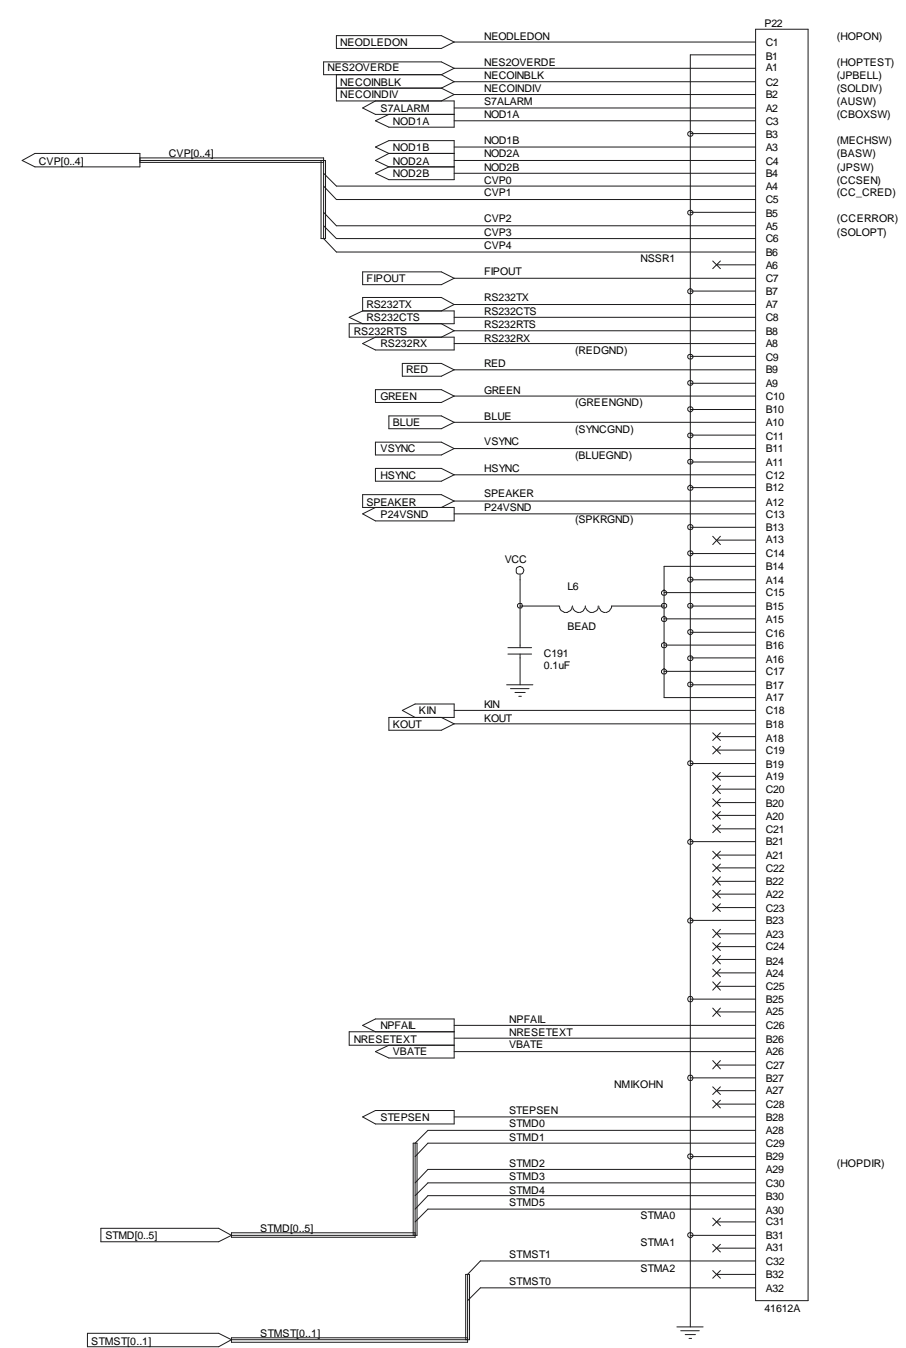 P22
NEODLEDON NEODLEDON C1 (HOPON)
B1
NES2OVERDE NES2OVERDE A1 (HOPTEST)
NECOINBLK NECOINBLK C2 (JPBELL)
NECOINDIV NECOINDIV B2 (SOLDIV)
S7ALARM S7ALARM A2 (AUSW)
NOD1A NOD1A C3 (CBOXSW)
B3
NOD1B NOD1B A3 (MECHSW)
CVP[0..4] CVP[0..4] NOD2A NOD2A C4 (BASW)
NOD2B NOD2B B4 (JPSW)
CVP0 A4 (CCSEN)
CVP1 C5 (CC_CRED)
B5
CVP2 A5 (CCERROR)
CVP3 C6 (SOLOPT)
CVP4 B6
NSSR1 A6
FIPOUT FIPOUT C7
B7
RS232TX RS232TX A7
RS232CTS RS232CTS C8
RS232RTS RS232RTS B8
RS232RX RS232RX A8
(REDGND) C9
RED RED B9
A9
GREEN GREEN C10
(GREENGND) B10
BLUE BLUE A10
(SYNCGND) C11
VSYNC VSYNC B11
(BLUEGND) A11
HSYNC HSYNC C12
B12
SPEAKER SPEAKER A12
P24VSND P24VSND C13
(SPKRGND) B13
A13
C14
VCC B14
A14
L6 C15
B15
BEAD A15
C16
B16
C191 A16
0.1uF C17
B17
A17
KIN KIN C18
KOUT KOUT B18
A18
C19
B19
A19
C20
B20
A20
C21
B21
A21
C22
B22
A22
C23
B23
A23
C24
B24
A24
C25
B25
A25
NPFAIL NPFAIL C26
NRESETEXT NRESETEXT B26
VBATE VBATE A26
C27
B27
NMIKOHN A27
C28
STEPSEN STEPSEN B28
STMD0 A28
STMD1 C29
B29
STMD2 A29 (HOPDIR)
STMD3 C30
STMD4 B30
STMD5 A30
STMA0 C31
STMD[0..5] STMD[0..5] B31
STMA1 A31
STMST1 C32
STMA2 B32
STMST0 A32
41612A
STMST[0..1] STMST[0..1]